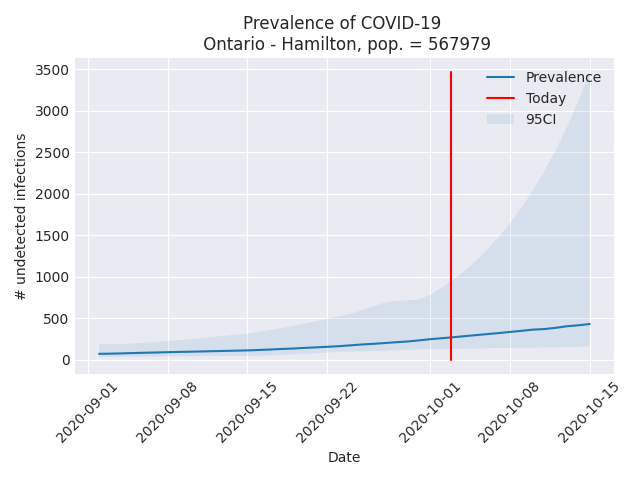 Prevalence of COVID-19
Ontario - Hamilton, pop. = 567979
Prevalence
Today
95CI
# undetected infections
3500
3000
2500
2000
1500
1000
500
0
2020-09-01
2020-09-08
2020-09-15
2020-09-22
2020-10-01
2020-10-08
2020-10-15
Date